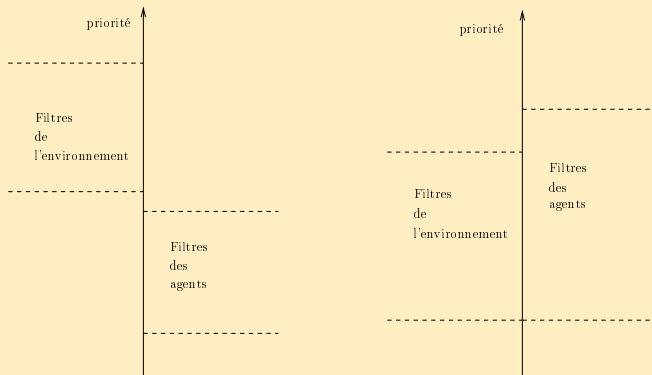 priorité
Filtres
de
l'environnement
Filtres
des
agents
priorité
Filtres
des
agents
Filtres
de
l'environnement